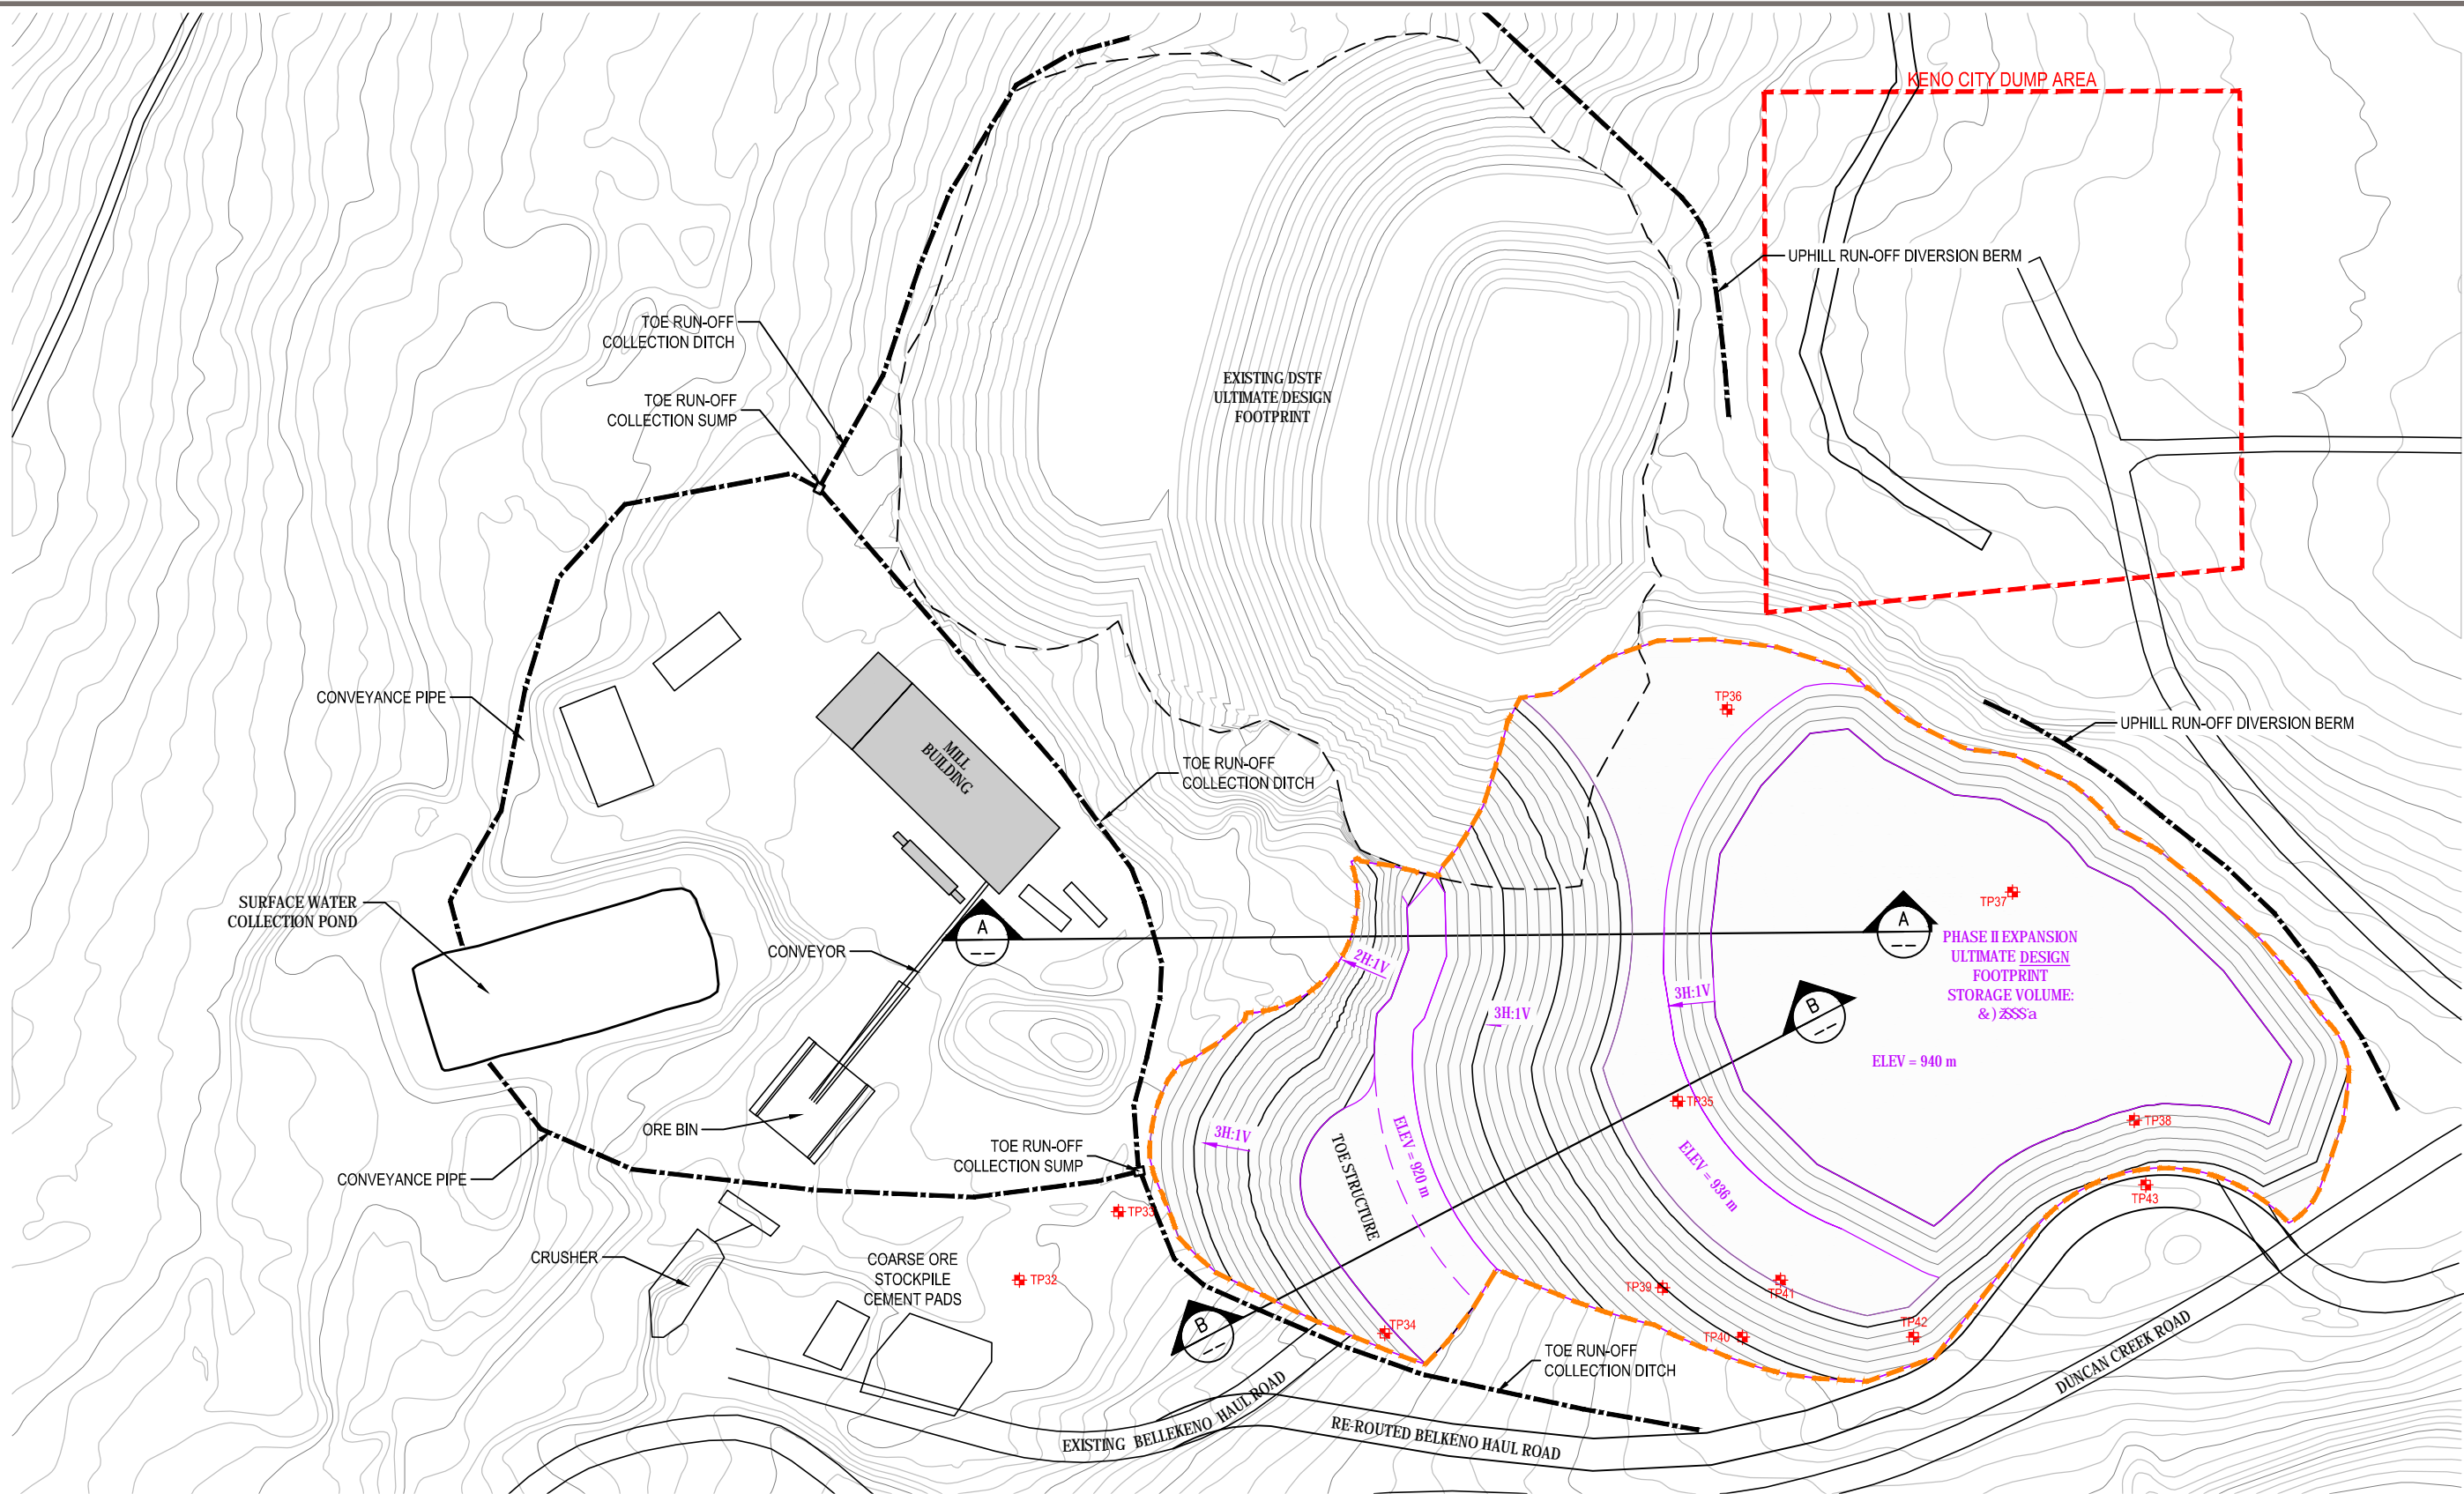 KENO CITY DUMP AREA
UPHILL RUN-OFF DIVERSION BERM
TOE RUN-OFF
COLLECTION DITCH
TOE RUN-OFF
COLLECTION SUMP
EXISTING DSTF
ULTIMATE DESIGN
FOOTPRINT
CONVEYANCE PIPE
TP36
UPHILL RUN-OFF DIVERSION BERM
MILL
BUILDING
TOE RUN-OFF
COLLECTION DITCH
SURFACE WATER
COLLECTION POND
CONVEYOR
A
--
2H:1V
A
--
TP37
PHASE II EXPANSION
ULTIMATE DESIGN
FOOTPRINT
STORAGE VOLUME:
3H:1V
3H:1V
B
--
ELEV = 940 m
ORE BIN
TP35
TP38
3H:1V
ELEV = 920 m
TOE STRUCTURE
ELEV = 936 m
TOE RUN-OFF
COLLECTION SUMP
CONVEYANCE PIPE
TP33
TP43
CRUSHER
COARSE ORE
STOCKPILE
CEMENT PADS
TP32
TP39
TP41
B
--
TP34
TP40
TP42
TOE RUN-OFF
COLLECTION DITCH
DUNCAN CREEK ROAD
EXISTING BELLEKENO HAUL ROAD
RE-ROUTED BELKENO HAUL ROAD